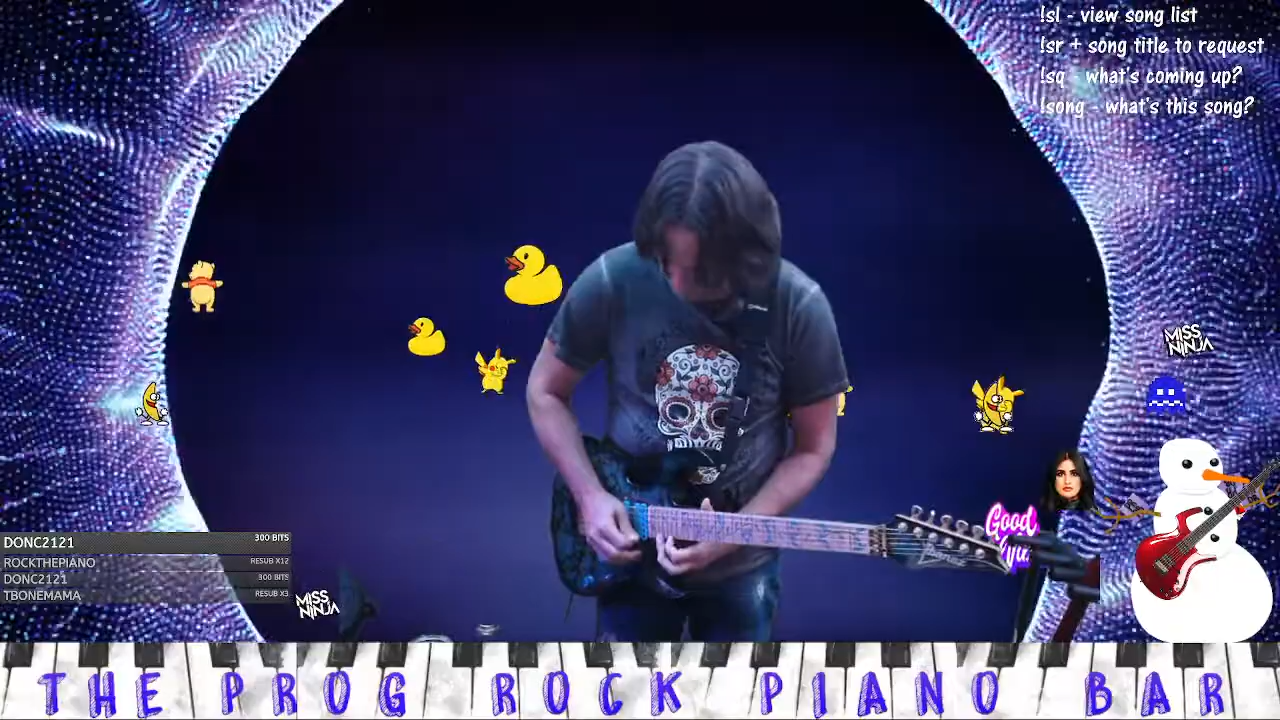 !sl - view song list
!sr + song title to request
!sq - what's coming up?
!song - what's this song?
MISS NINJA
Good
DONC2121 300 BITS
ROCKTHEPIANO RESUB X12
DONC2121 300 BITS
TBONEMAMA RESUB X3
MISS NINJA
Ibanez
THE PROG ROCK PIANO BAR